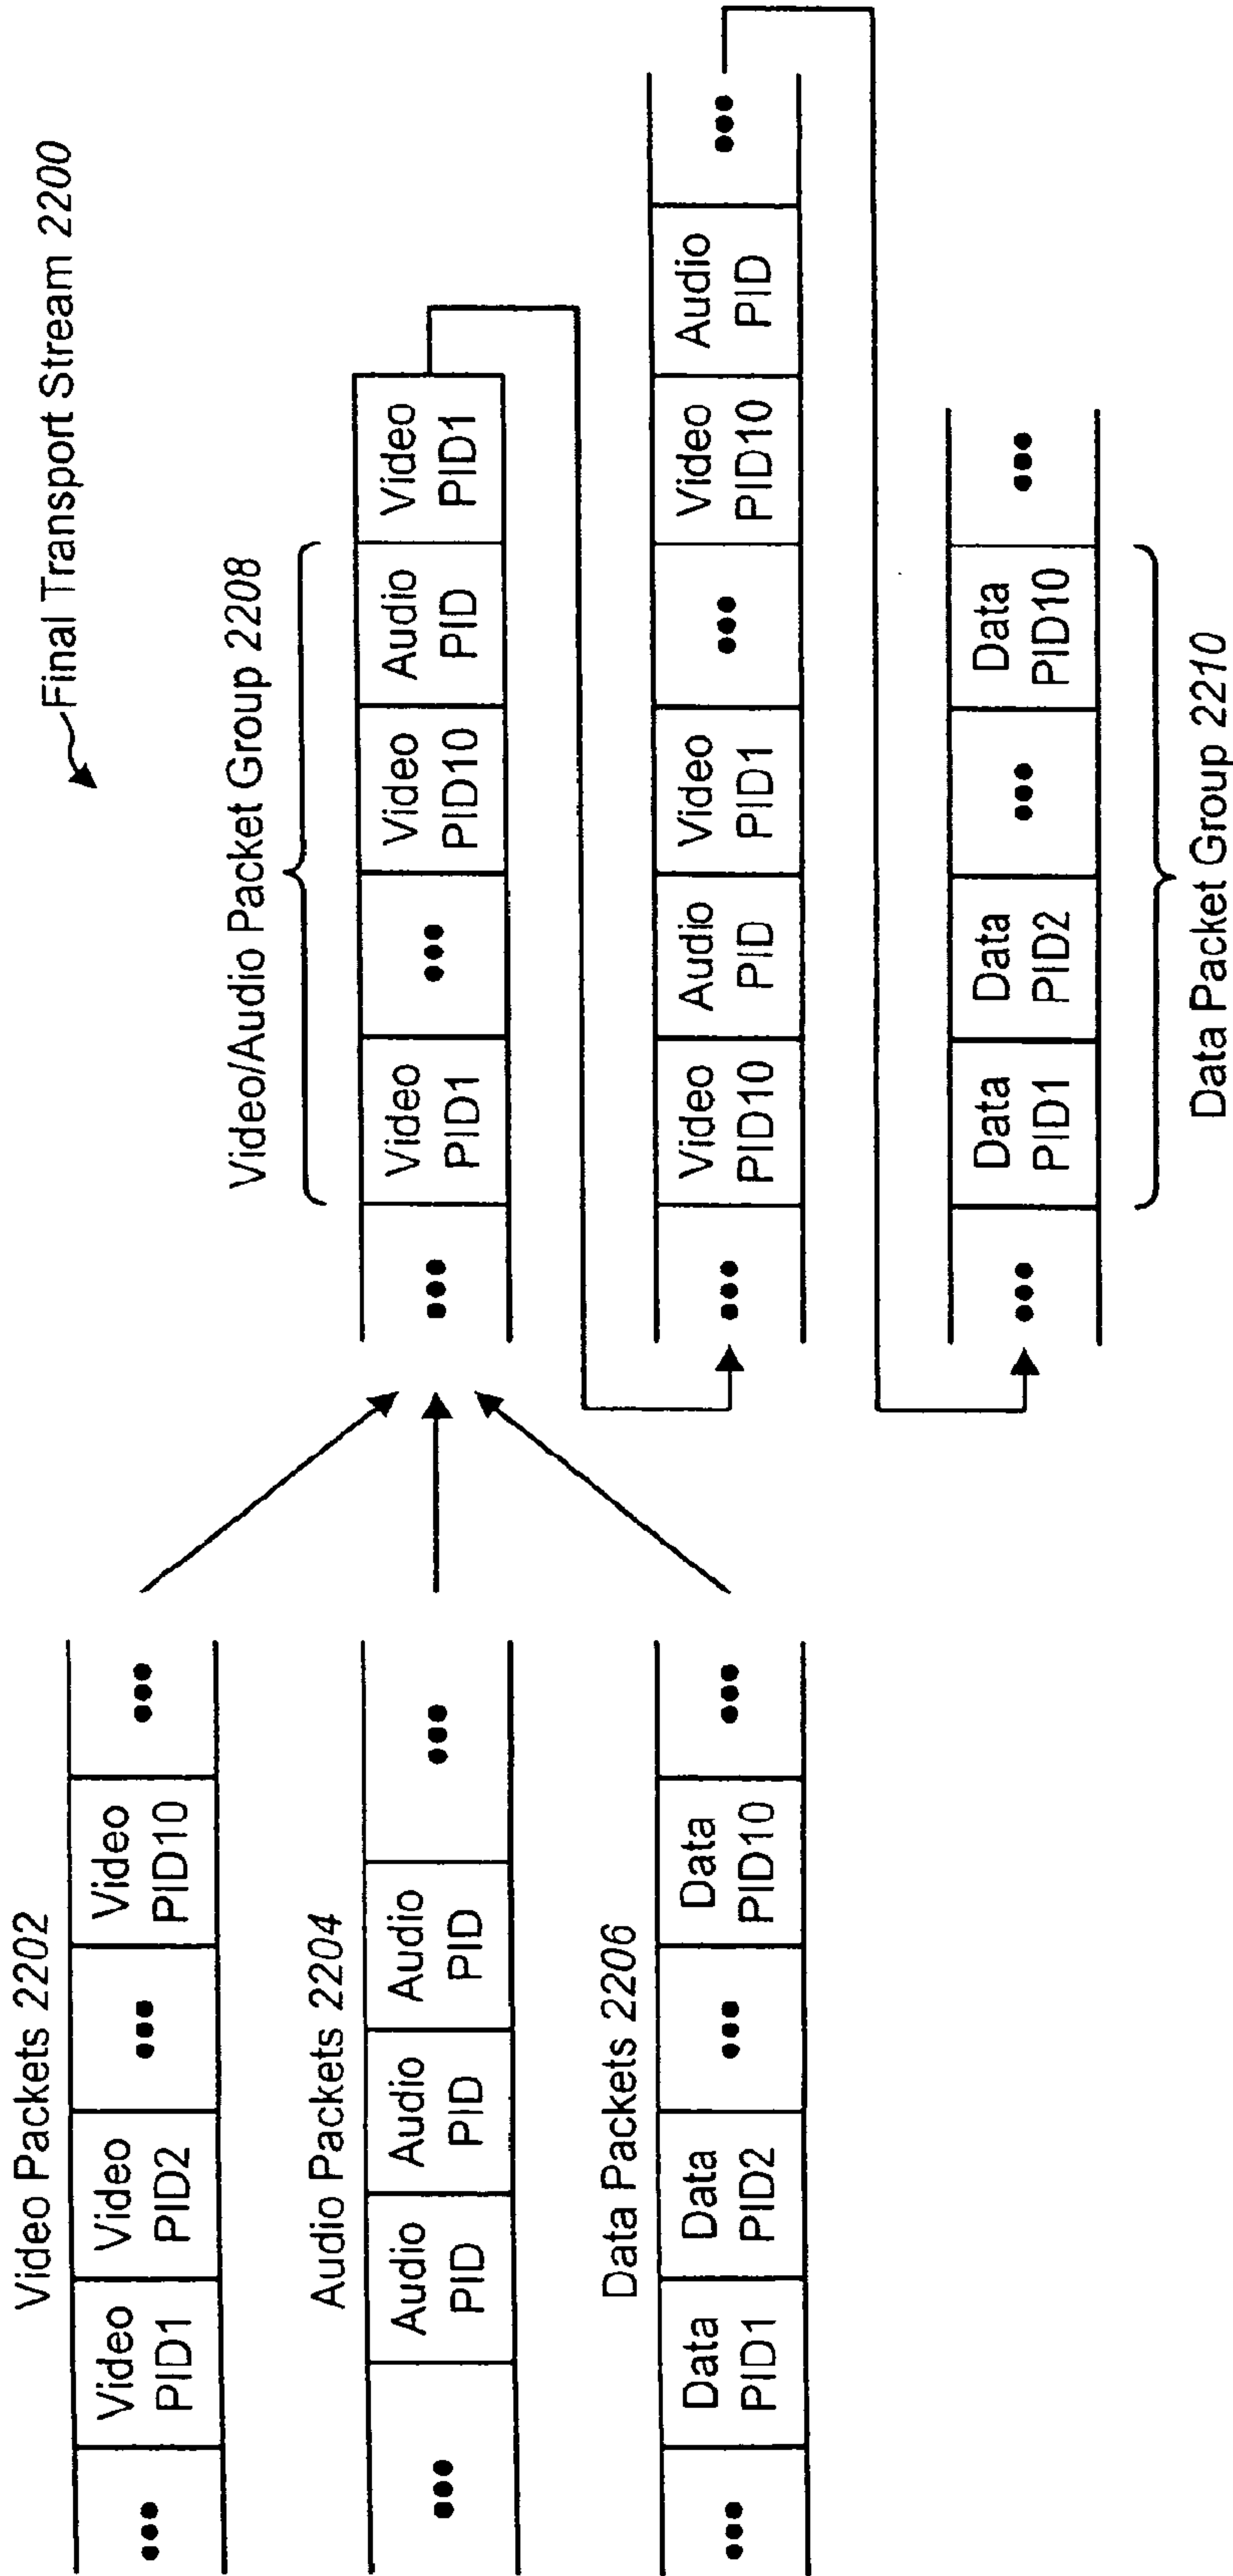 Final Transport Stream 2200
Video Packets 2202
••• Video PID1 Video PID2 ••• Video PID10 •••
Audio Packets 2204
••• Audio PID Audio PID Audio PID •••
Data Packets 2206
••• Data PID1 Data PID2 ••• Data PID10 •••
Video/Audio Packet Group 2208
••• Video PID1 ••• Video PID10 Audio PID Video PID1
••• Video PID10 Audio PID Video PID1 ••• Video PID10 Audio PID •••
••• Data PID1 Data PID2 ••• Data PID10 •••
Data Packet Group 2210